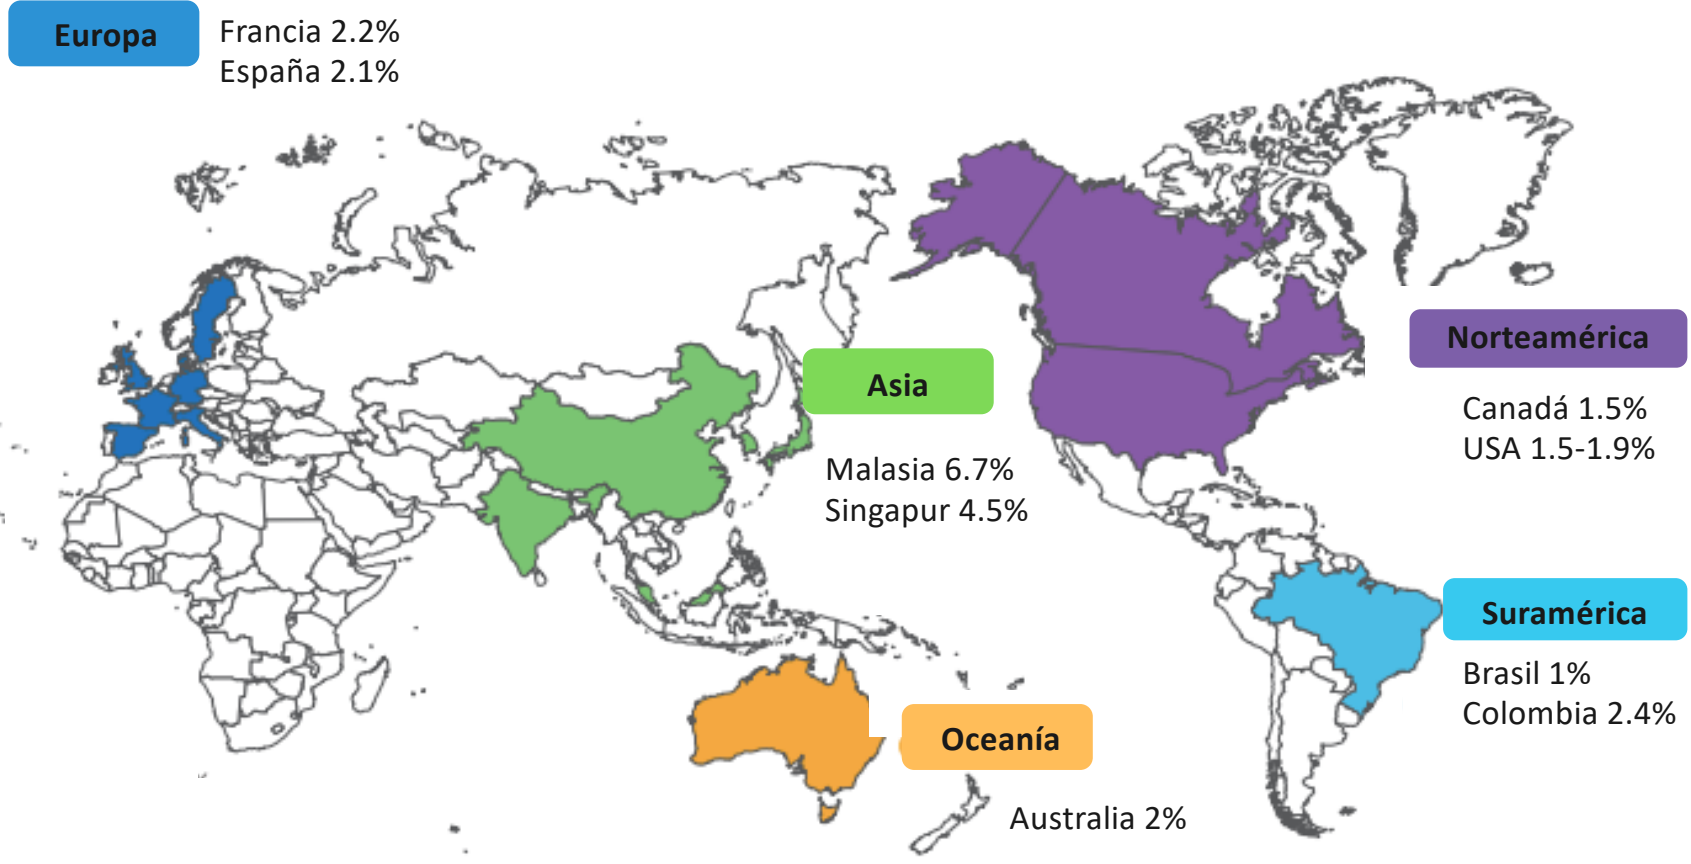 Europa
Francia 2.2%
España 2.1%
Norteamérica
Canadá 1.5%
USA 1.5-1.9%
Asia
Malasia 6.7%
Singapur 4.5%
Suramérica
Brasil 1%
Colombia 2.4%
Oceanía
Australia 2%